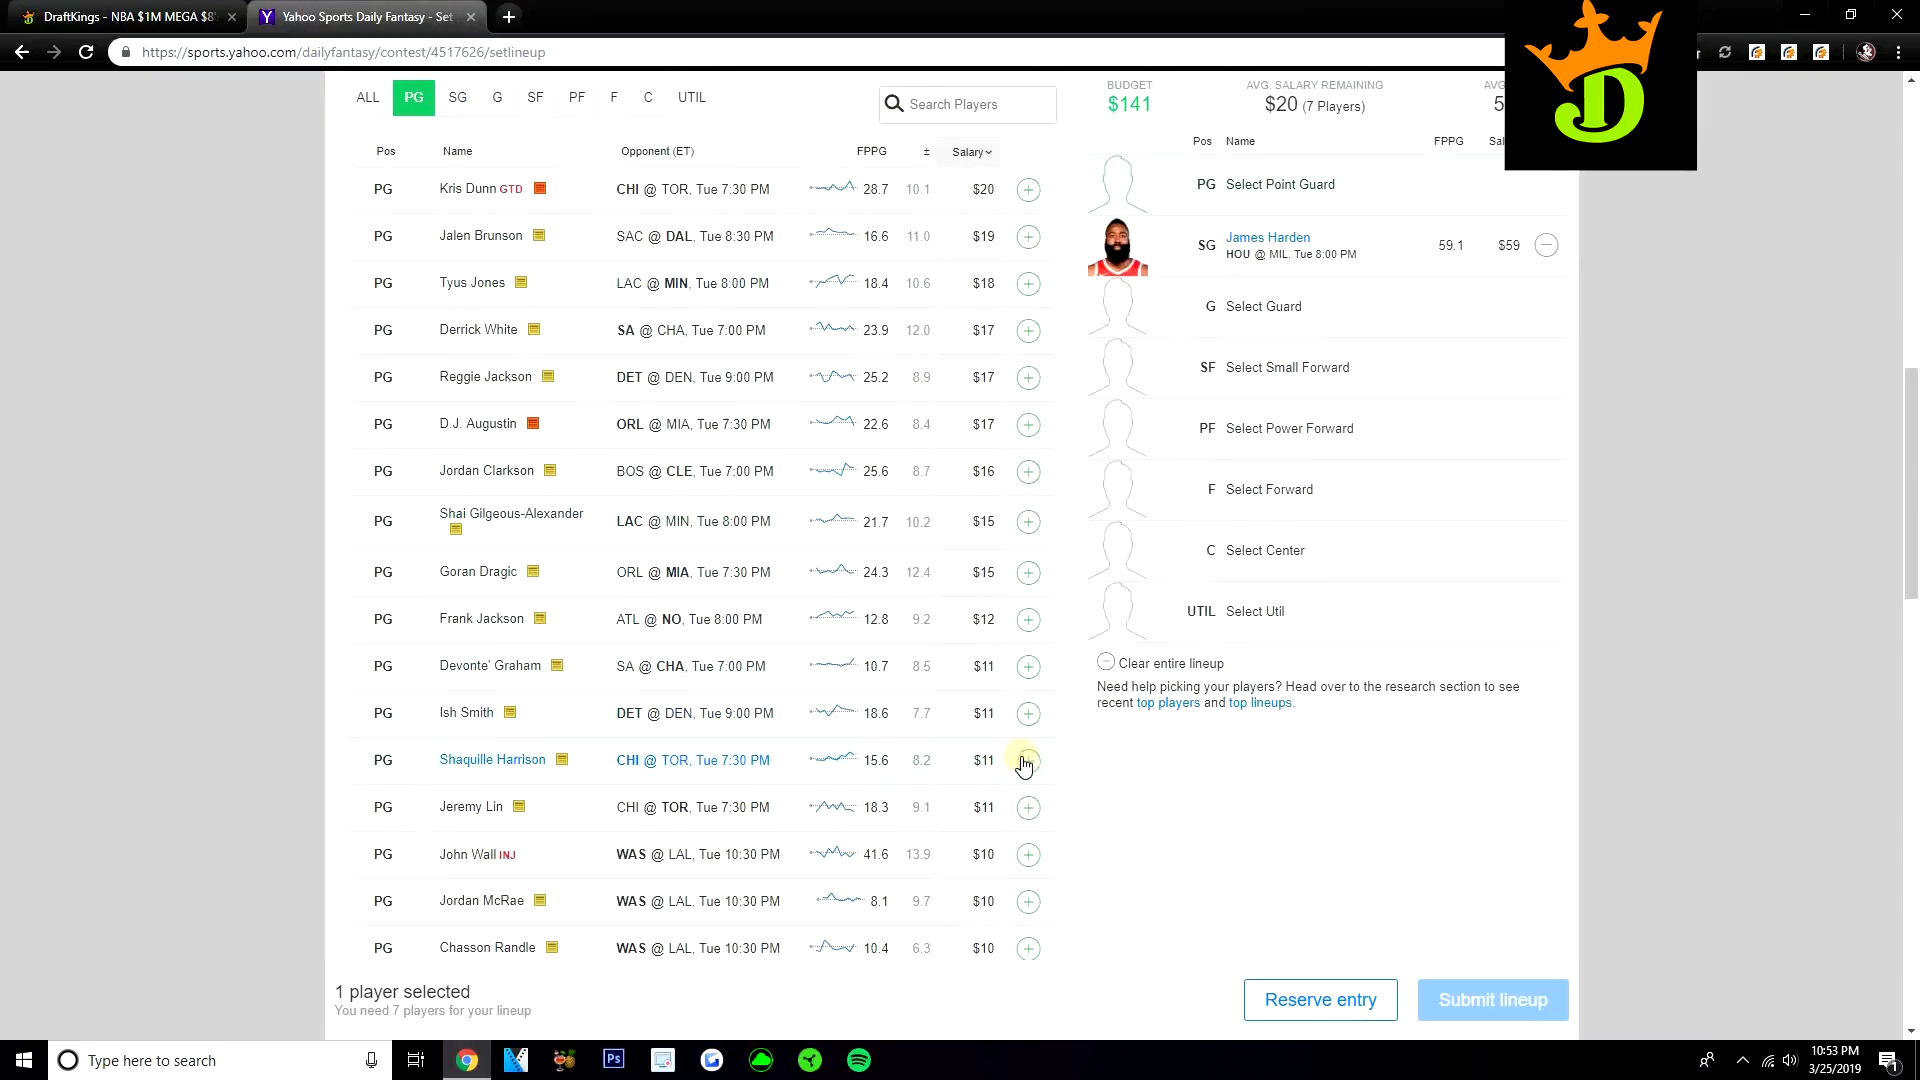 DraftKings - NBA $1M MEGA $8'
Yahoo Sports Daily Fantasy - Set
https://sports.yahoo.com/dailyfantasy/contest/4517626/setlineup
ALL PG SG G SF PF F C UTIL
Search Players
Pos Name Opponent (ET) FPPG ± Salary
PG Kris Dunn GTD CHI @ TOR, Tue 7:30 PM 28.7 10.1 $20
PG Jalen Brunson SAC @ DAL, Tue 8:30 PM 16.6 11.0 $19
PG Tyus Jones LAC @ MIN, Tue 8:00 PM 18.4 10.6 $18
PG Derrick White SA @ CHA, Tue 7:00 PM 23.9 12.0 $17
PG Reggie Jackson DET @ DEN, Tue 9:00 PM 25.2 8.9 $17
PG D.J. Augustin ORL @ MIA, Tue 7:30 PM 22.6 8.4 $17
PG Jordan Clarkson BOS @ CLE, Tue 7:00 PM 25.6 8.7 $16
PG Shai Gilgeous-Alexander LAC @ MIN, Tue 8:00 PM 21.7 10.2 $15
PG Goran Dragic ORL @ MIA, Tue 7:30 PM 24.3 12.4 $15
PG Frank Jackson ATL @ NO, Tue 8:00 PM 12.8 9.2 $12
PG Devonte' Graham SA @ CHA, Tue 7:00 PM 10.7 8.5 $11
PG Ish Smith DET @ DEN, Tue 9:00 PM 18.6 7.7 $11
PG Shaquille Harrison CHI @ TOR, Tue 7:30 PM 15.6 8.2 $11
PG Jeremy Lin CHI @ TOR, Tue 7:30 PM 18.3 9.1 $11
PG John Wall INJ WAS @ LAL, Tue 10:30 PM 41.6 13.9 $10
PG Jordan McRae WAS @ LAL, Tue 10:30 PM 8.1 9.7 $10
PG Chasson Randle WAS @ LAL, Tue 10:30 PM 10.4 6.3 $10
1 player selected
You need 7 players for your lineup
BUDGET AVG. SALARY REMAINING AVG
$141 $20 (7 Players) 5
Pos Name FPPG Sal
PG Select Point Guard
SG James Harden 59.1 $59
HOU @ MIL, Tue 8:00 PM
G Select Guard
SF Select Small Forward
PF Select Power Forward
F Select Forward
C Select Center
UTIL Select Util
Clear entire lineup
Need help picking your players? Head over to the research section to see
recent top players and top lineups.
Reserve entry Submit lineup
D
Type here to search
Ps
10:53 PM
3/25/2019
1